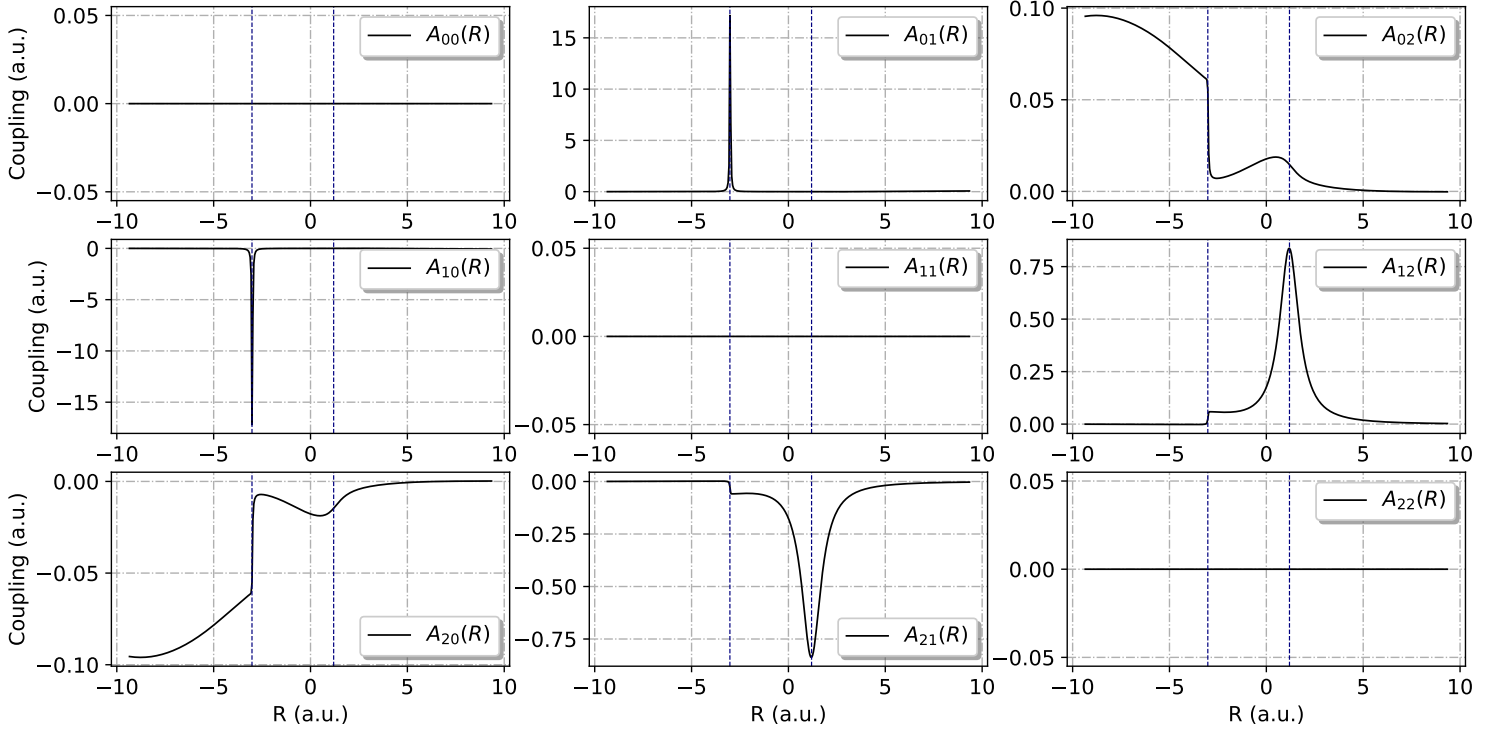 Coupling (a.u.)
0.05
0.00
−0.05
−10 −5 0 5 10
A00(R)
15
10
5
0
−10 −5 0 5 10
A01(R)
0.10
0.05
0.00
−10 −5 0 5 10
A02(R)
Coupling (a.u.)
0
−5
−10
−15
−10 −5 0 5 10
A10(R)
0.05
0.00
−0.05
−10 −5 0 5 10
A11(R)
0.75
0.50
0.25
0.00
−10 −5 0 5 10
A12(R)
Coupling (a.u.)
0.00
−0.05
−0.10
−10 −5 0 5 10
R (a.u.)
A20(R)
0.00
−0.25
−0.50
−0.75
−10 −5 0 5 10
R (a.u.)
A21(R)
0.05
0.00
−0.05
−10 −5 0 5 10
R (a.u.)
A22(R)